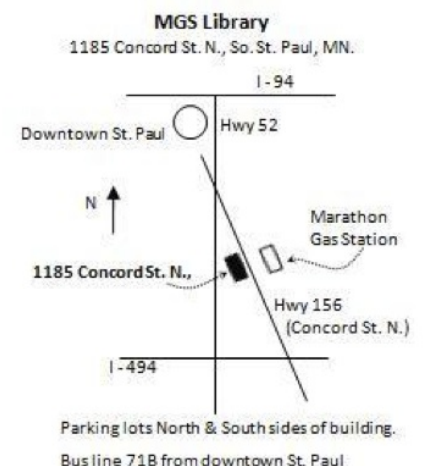 MGS Library
1185 Concord St. N., So. St. Paul, MN.
I-94
Downtown St. Paul
Hwy 52
N
Marathon
Gas Station
1185 Concord St. N.,
Hwy 156
(Concord St. N.)
I-494
Parking lots North & South sides of building.
Bus line 71B from downtown St. Paul